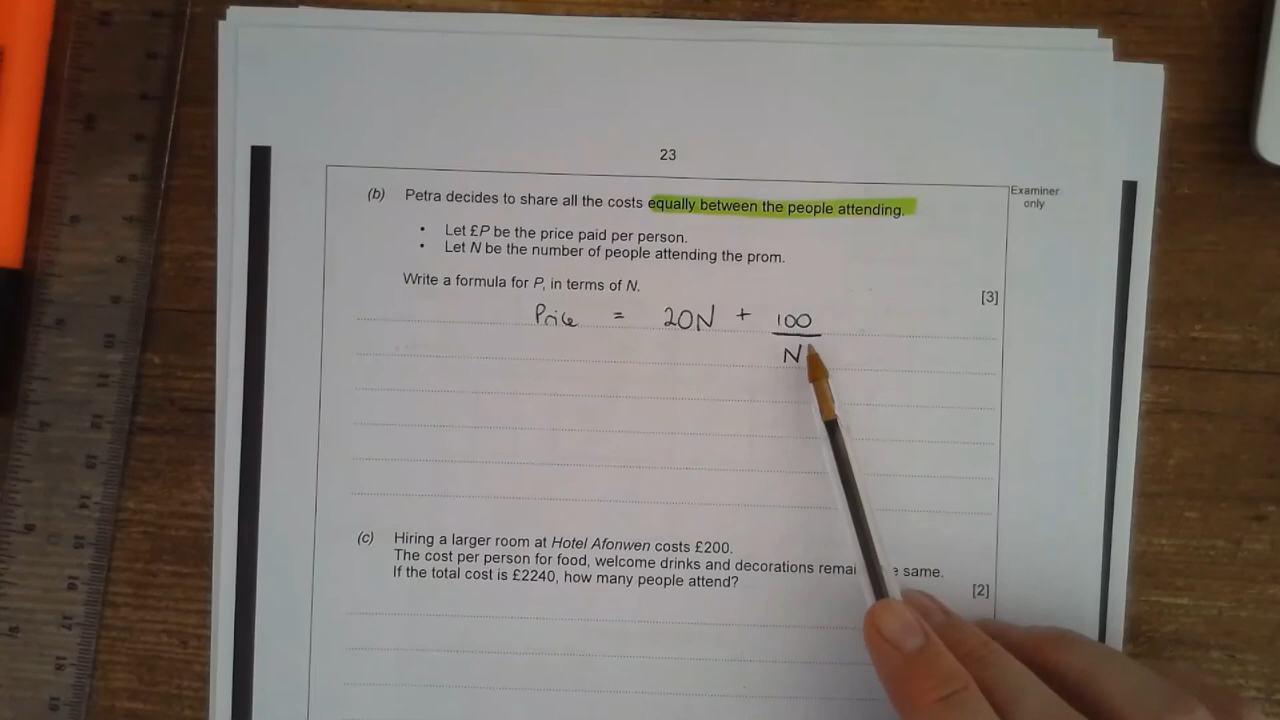 23
Examiner
only
(b) Petra decides to share all the costs equally between the people attending.
• Let £P be the price paid per person.
• Let N be the number of people attending the prom.
Write a formula for P, in terms of N.
[3]
Price = 20N + 100
N
(c) Hiring a larger room at Hotel Afonwen costs £200.
The cost per person for food, welcome drinks and decorations remai e same.
If the total cost is £2240, how many people attend?
[2]